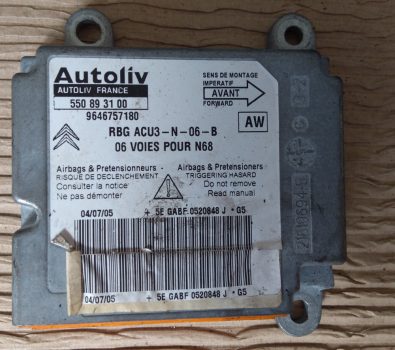 Autoliv
AUTOLIV FRANCE
550 89 31 00
9646757180
SENS DE MONTAGE
IMPERATIF
AVANT
FORWARD
RBG ACU3-N-06-B
AW
06 VOIES POUR N68
Airbags & Pretensionneurs
RISQUE DE DECLENCHEMENT
Consulter la notice
Ne pas démonter
Airbags & Pretensioners
TRIGGERING HASARD
Do not remove
Read manual
04/07/05 + 5E GABF 0520848 J • G5
04/07/05 + 5E GABF 0520848 J • G5